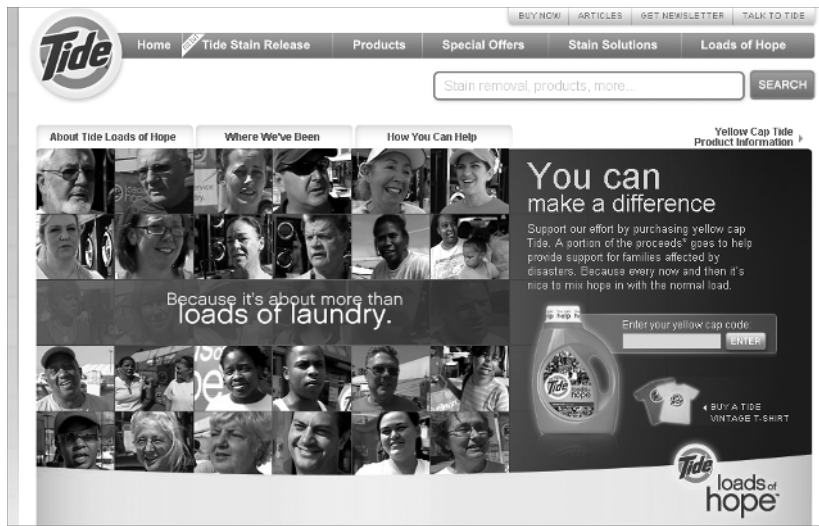 BUY NOW
ARTICLES
GET NEWSLETTER
TALK TO TIDE
Tide
Home
Tide Stain Release
Products
Special Offers
Stain Solutions
Loads of Hope
Stain removal, products, more...
SEARCH
About Tide Loads of Hope
Where We've Been
How You Can Help
Yellow Cap Tide
Product Information
You can
make a difference
Support our effort by purchasing yellow cap
Tide. A portion of the proceeds* goes to help
provide support for families affected by
disasters. Because every now and then it's
nice to mix hope in with the normal load.
Because it's about more than
loads of laundry.
Enter your yellow cap code:
ENTER
help
Tide
loads of
hope
BUY A TIDE
VINTAGE T-SHIRT
Tide
loads of
hope™